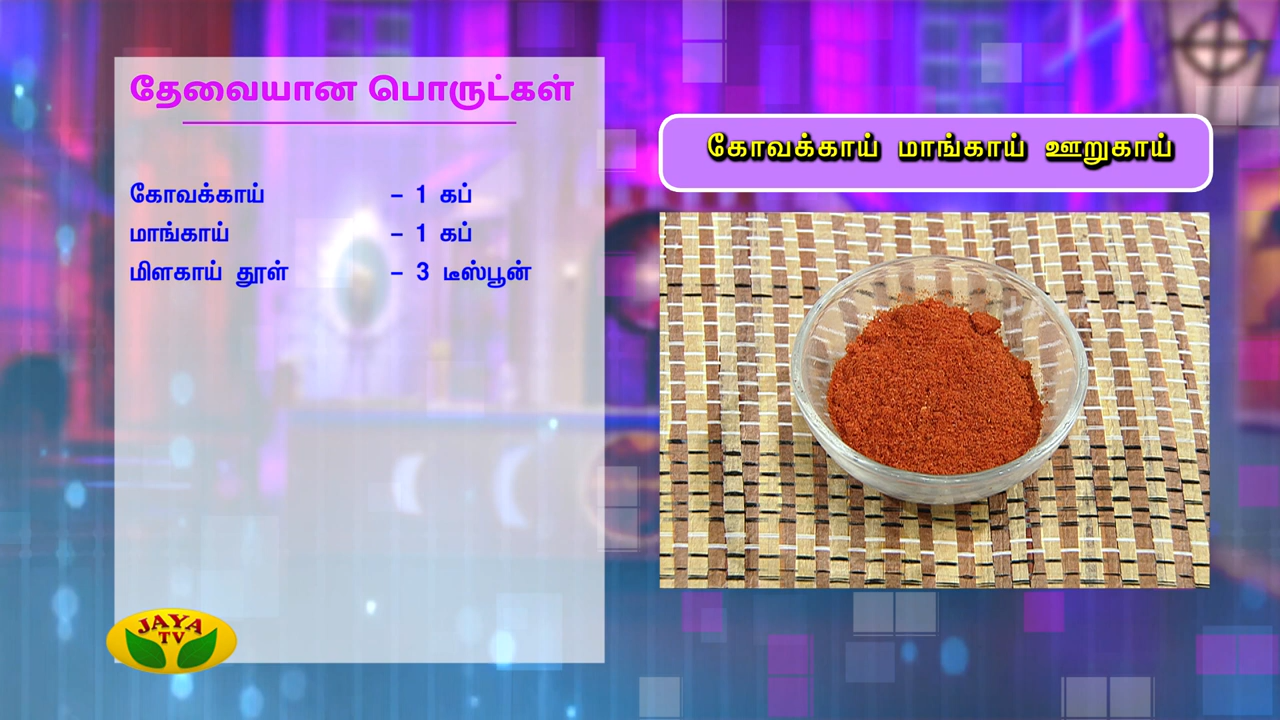 தேவையான பொருட்கள்
கோவக்காய் - 1 கப்
மாங்காய் - 1 கப்
மிளகாய் தூள் - 3 டீஸ்பூன்
கோவக்காய் மாங்காய் ஊறுகாய்
JAYA
TV